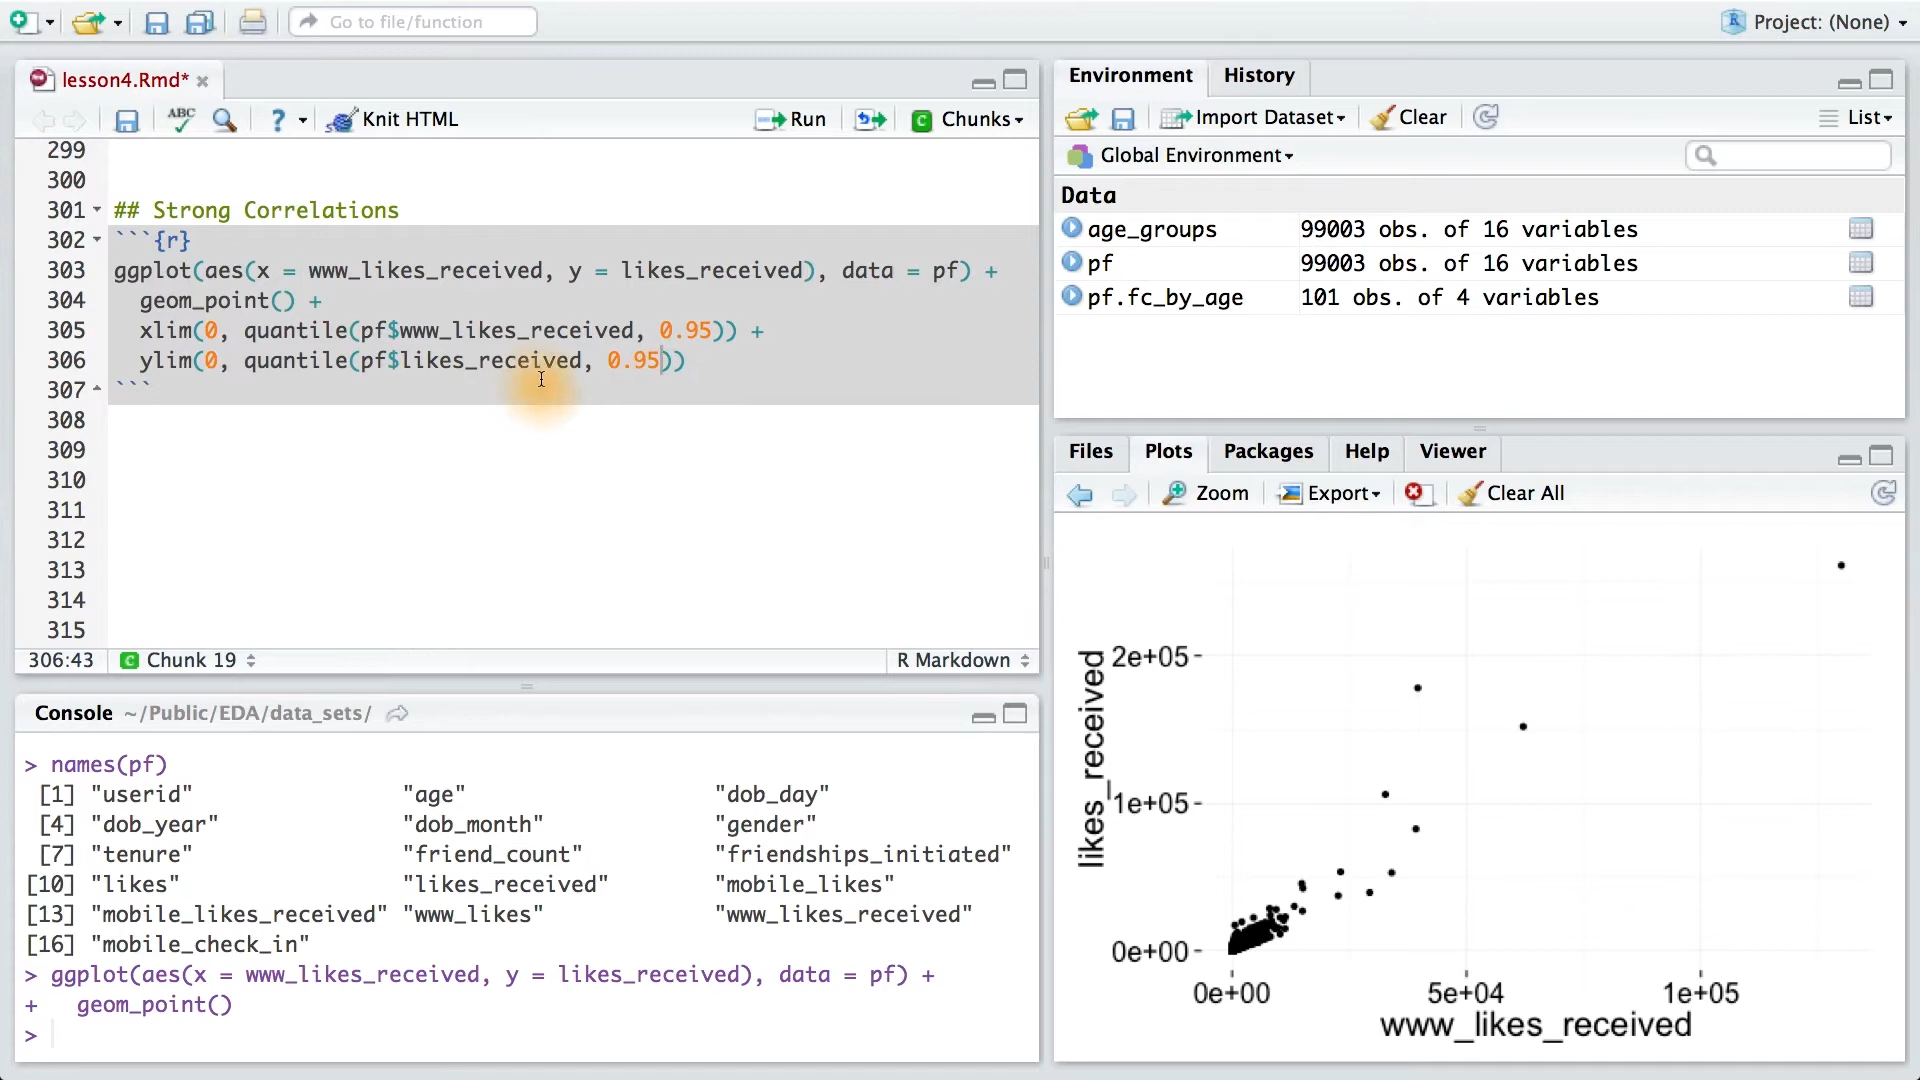 Go to file/function
Project: (None)
lesson4.Rmd*
ABC
?
Knit HTML
Run
Chunks
299
300
301 ## Strong Correlations
302 ```{r}
303 ggplot(aes(x = www_likes_received, y = likes_received), data = pf) +
304 geom_point() +
305 xlim(0, quantile(pf$www_likes_received, 0.95)) +
306 ylim(0, quantile(pf$likes_received, 0.95))
307 ```
308
309
310
311
312
313
314
315
306:43
C Chunk 19
R Markdown
Console ~/Public/EDA/data_sets/
> names(pf)
[1] "userid" "age" "dob_day"
[4] "dob_year" "dob_month" "gender"
[7] "tenure" "friend_count" "friendships_initiated"
[10] "likes" "likes_received" "mobile_likes"
[13] "mobile_likes_received" "www_likes" "www_likes_received"
[16] "mobile_check_in"
> ggplot(aes(x = www_likes_received, y = likes_received), data = pf) +
+ geom_point()
>
Environment History
Import Dataset
Clear
List
Global Environment
Data
age_groups 99003 obs. of 16 variables
pf 99003 obs. of 16 variables
pf.fc_by_age 101 obs. of 4 variables
Files Plots Packages Help Viewer
Zoom
Export
Clear All
likes_received
2e+05
1e+05
0e+00
0e+00 5e+04 1e+05
www_likes_received